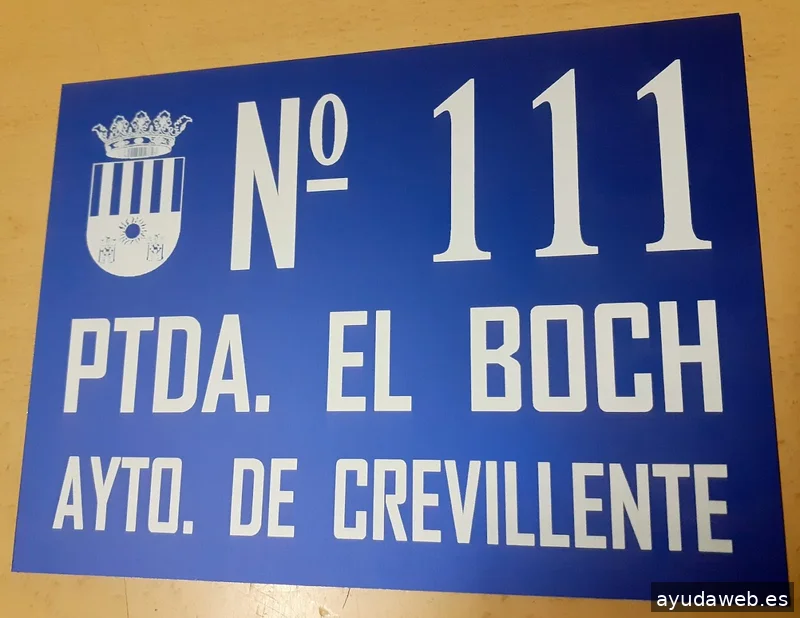 Nº 111
PTDA. EL BOCH
AYTO. DE CREVILLENTE
ayudaweb.es